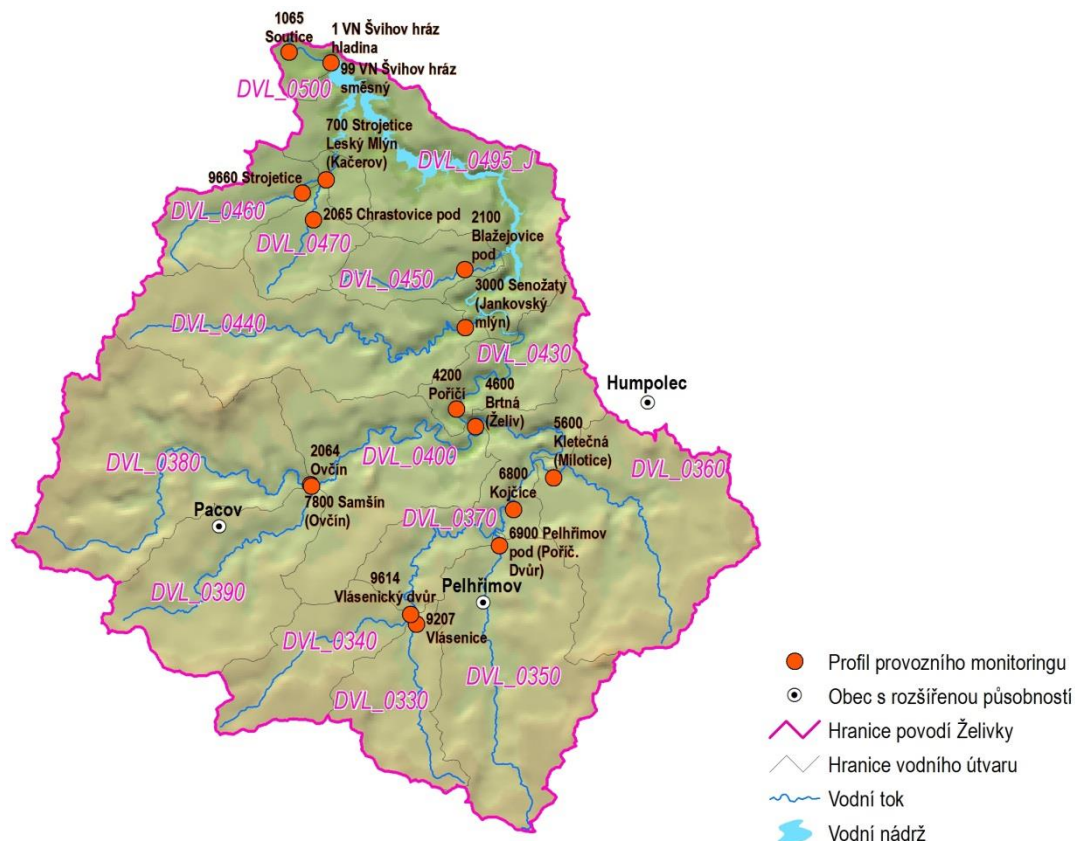 1065
Soutice
1 VN Švihov hráz
hladina
99 VN Švihov hráz
směsný
DVL_0500
700 Strojetice
Leský Mlýn
(Kačerov)
DVL_0495_J
9660 Strojetice
DVL_0460
2065 Chrastovice pod
2100
Blažejovice
pod
DVL_0470
DVL_0450
3000 Senožaty
(Jankovský
mlýn)
DVL_0440
DVL_0430
4200
Poříčí
4600
Brtná
(Želiv)
Humpolec
5600
Kletečná
(Milotice)
DVL_0380
2064
Ovčín
DVL_0400
DVL_0360
6800
Kojčice
7800 Samšín
(Ovčín)
Pacov
DVL_0370
6900 Pelhřimov
pod (Poříč.
Dvůr)
DVL_0390
9614
Vlásenický dvůr
Pelhřimov
9207
Vlásenice
DVL_0340
DVL_0350
DVL_0330
Profil provozního monitoringu
Obec s rozšířenou působností
Hranice povodí Želivky
Hranice vodního útvaru
Vodní tok
Vodní nádrž